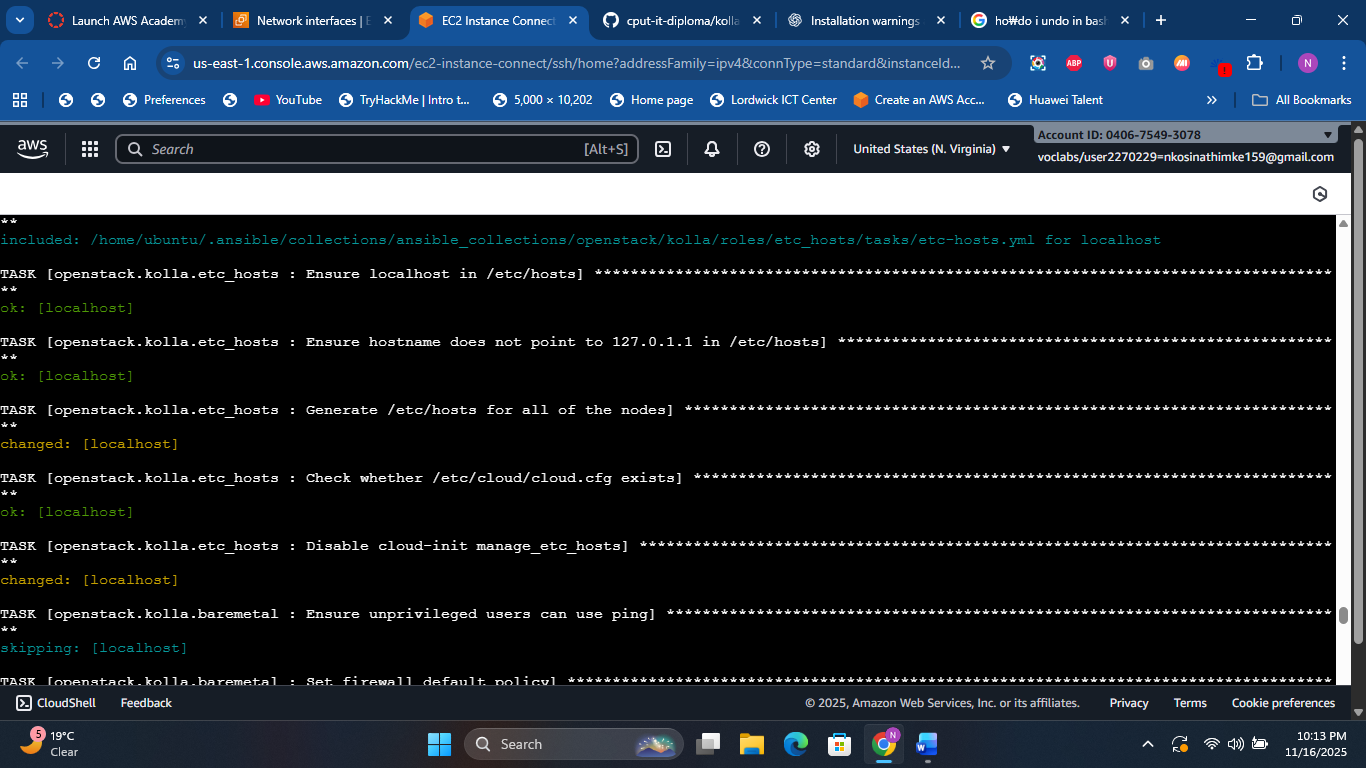 Launch AWS Academy
Network interfaces | E
EC2 Instance Connect
cput-it-diploma/kolla
Installation warnings
ho₩do i undo in bash
us-east-1.console.aws.amazon.com/ec2-instance-connect/ssh/home?addressFamily=ipv4&connType=standard&instanceId...
ABP
N
Preferences
YouTube
TryHackMe | Intro t...
5,000 × 10,202
Home page
Lordwick ICT Center
Create an AWS Acc...
Huawei Talent
»
All Bookmarks
aws
Search
[Alt+S]
United States (N. Virginia)
Account ID: 0406-7549-3078
voclabs/user2270229=nkosinathimke159@gmail.com
**
included: /home/ubuntu/.ansible/collections/ansible_collections/openstack/kolla/roles/etc_hosts/tasks/etc-hosts.yml for localhost
TASK [openstack.kolla.etc_hosts : Ensure localhost in /etc/hosts] **********************************************************************************
**
ok: [localhost]
TASK [openstack.kolla.etc_hosts : Ensure hostname does not point to 127.0.1.1 in /etc/hosts] *******************************************************
**
ok: [localhost]
TASK [openstack.kolla.etc_hosts : Generate /etc/hosts for all of the nodes] ************************************************************************
**
changed: [localhost]
TASK [openstack.kolla.etc_hosts : Check whether /etc/cloud/cloud.cfg exists] ***********************************************************************
**
ok: [localhost]
TASK [openstack.kolla.etc_hosts : Disable cloud-init manage_etc_hosts] *****************************************************************************
**
changed: [localhost]
TASK [openstack.kolla.baremetal : Ensure unprivileged users can use ping] **************************************************************************
**
skipping: [localhost]
TASK [openstack.kolla.baremetal : Set firewall default policy] *************************************************************************************
CloudShell
Feedback
© 2025, Amazon Web Services, Inc. or its affiliates.
Privacy
Terms
Cookie preferences
5
19°C
Clear
Search
N
10:13 PM
11/16/2025